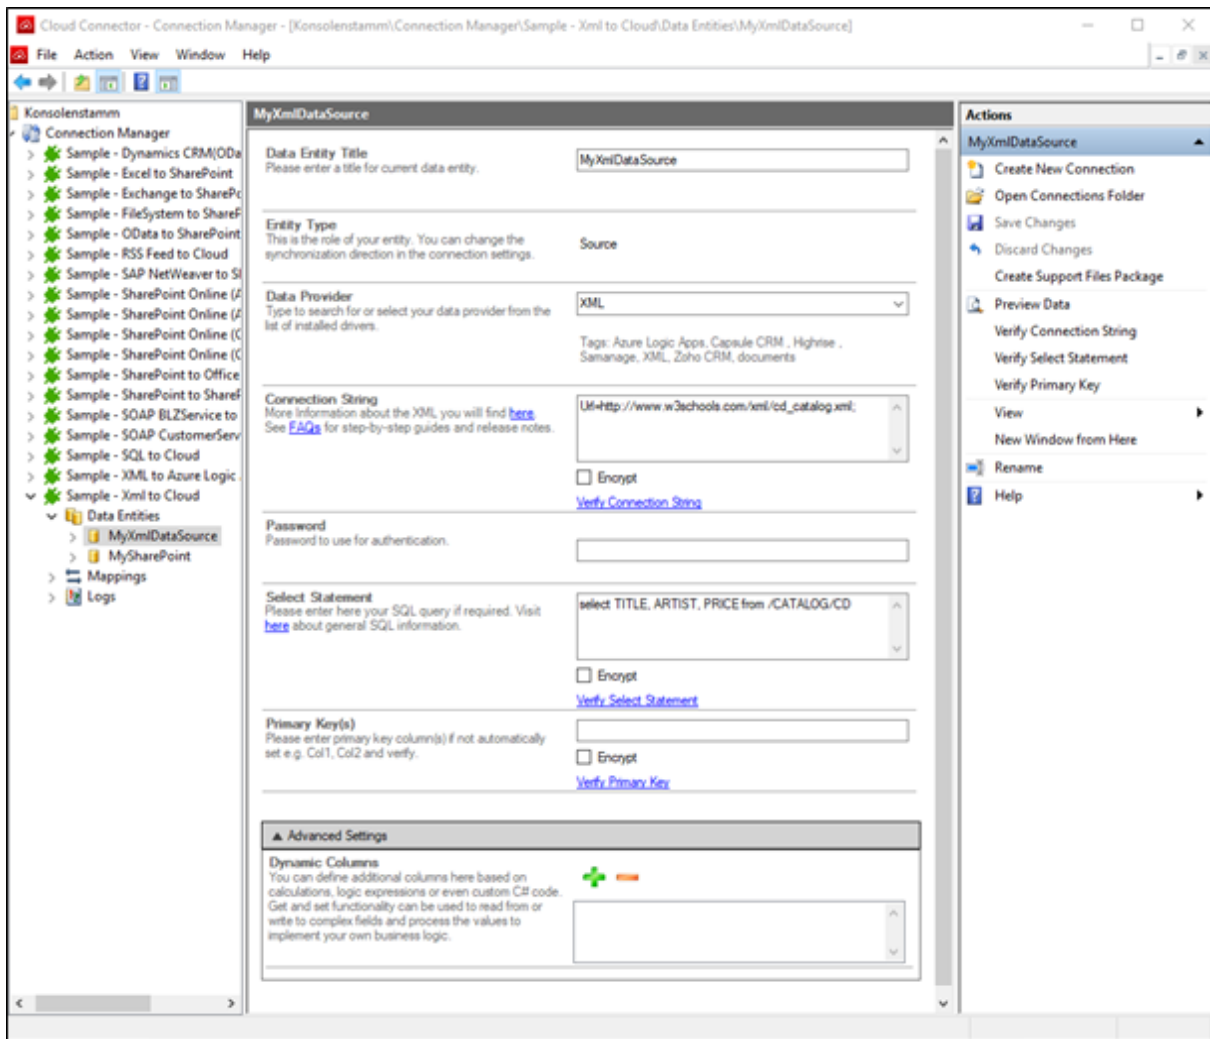 Cloud Connector - Connection Manager - [Konsolenstamm\Connection Manager\Sample - Xml to Cloud\Data Entities\MyXmlDataSource]
File Action View Window Help
Konsolenstamm
Connection Manager
Sample - Dynamics CRM(ODa
Sample - Excel to SharePoint
Sample - Exchange to SharePo
Sample - FileSystem to ShareF
Sample - OData to SharePoint
Sample - RSS Feed to Cloud
Sample - SAP NetWeaver to Sl
Sample - SharePoint Online (A
Sample - SharePoint Online (A
Sample - SharePoint Online (C
Sample - SharePoint Online (C
Sample - SharePoint to Office
Sample - SharePoint to ShareF
Sample - SOAP BLZService to
Sample - SOAP CustomerServ
Sample - SQL to Cloud
Sample - XML to Azure Logic
Sample - Xml to Cloud
Data Entities
MyXmlDataSource
MySharePoint
Mappings
Logs
MyXmlDataSource
Data Entity Title
Please enter a title for current data entity.
MyXmlDataSource
Entity Type
This is the role of your entity. You can change the
synchronization direction in the connection settings.
Source
Data Provider
Type to search for or select your data provider from the
list of installed drivers.
XML
Tags: Azure Logic Apps, Capsule CRM , Highrise ,
Samanage, XML, Zoho CRM, documents
Connection String
More Information about the XML you will find here.
See FAQs for step-by-step guides and release notes.
Url=http://www.w3schools.com/xml/cd_catalog.xml;
Encrypt
Verify Connection String
Password
Password to use for authentication.
Select Statement
Please enter here your SQL query if required. Visit
here about general SQL information.
select TITLE, ARTIST, PRICE from /CATALOG/CD
Encrypt
Verify Select Statement
Primary Key(s)
Please enter primary key column(s) if not automatically
set e.g. Col1, Col2 and verify.
Encrypt
Verify Primary Key
Advanced Settings
Dynamic Columns
You can define additional columns here based on
calculations, logic expressions or even custom C# code.
Get and set functionality can be used to read from or
write to complex fields and process the values to
implement your own business logic.
Actions
MyXmlDataSource
Create New Connection
Open Connections Folder
Save Changes
Discard Changes
Create Support Files Package
Preview Data
Verify Connection String
Verify Select Statement
Verify Primary Key
View
New Window from Here
Rename
Help